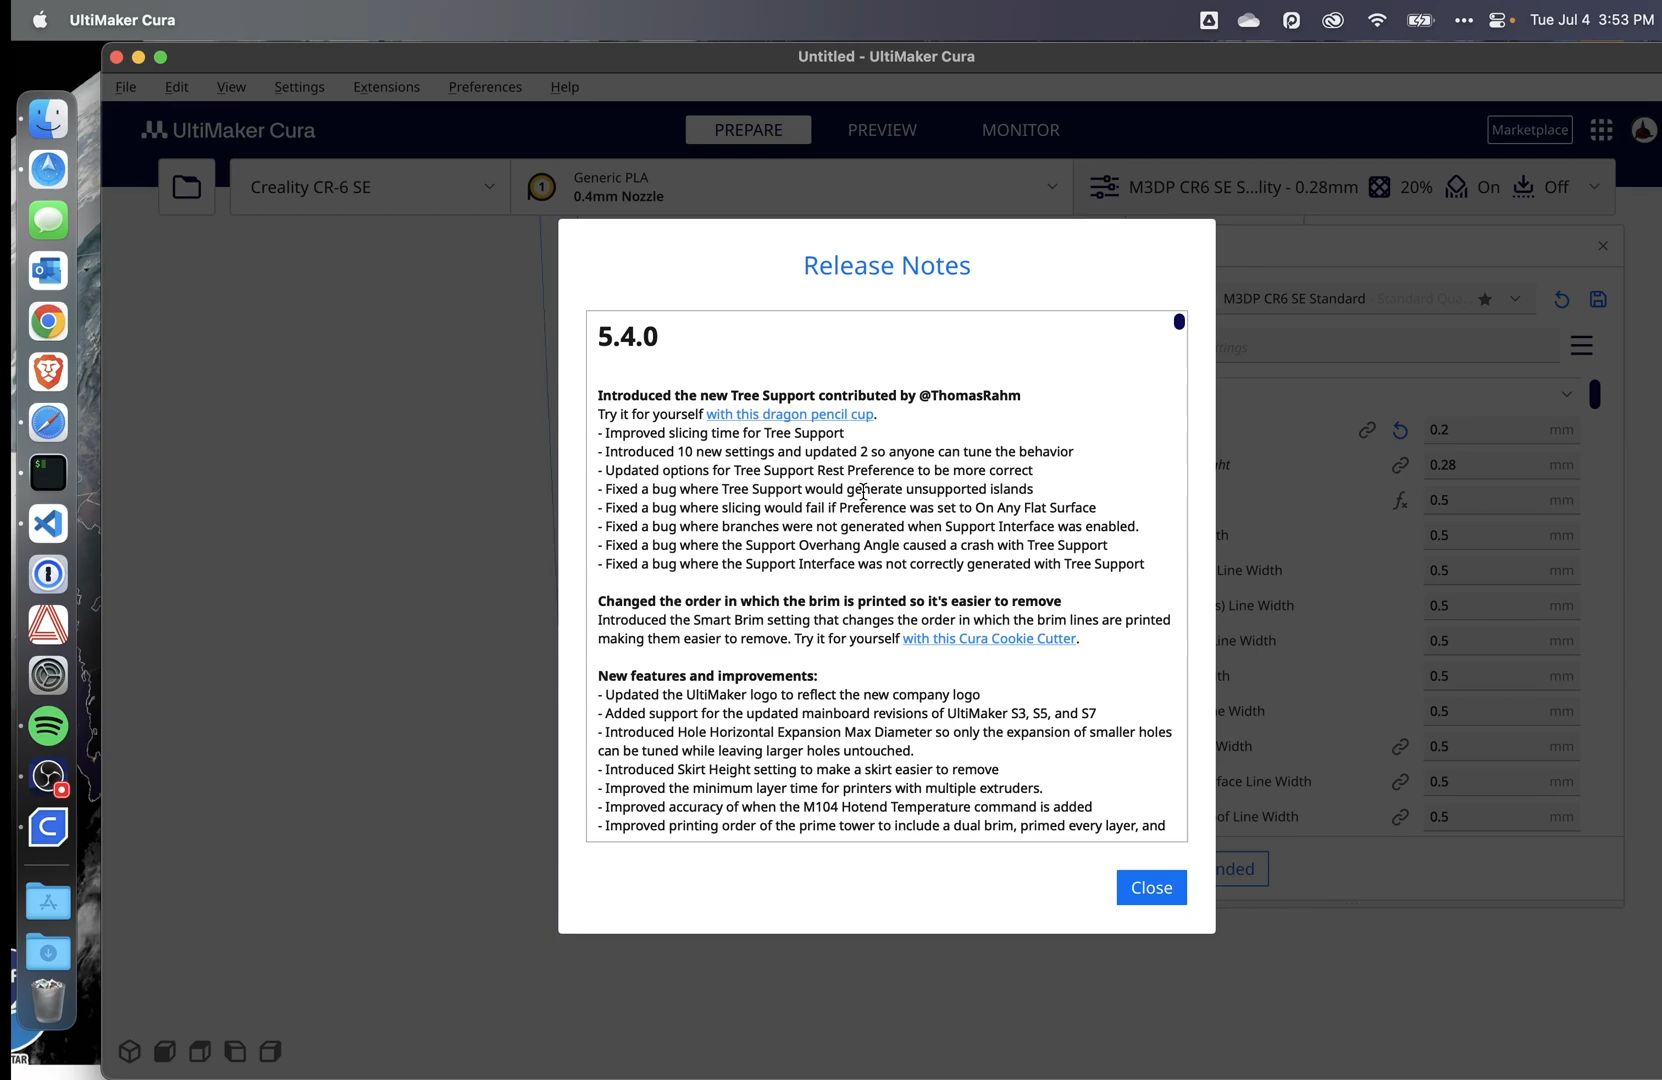 UltiMaker Cura
Tue Jul 4 3:53 PM
Untitled - UltiMaker Cura
File Edit View Settings Extensions Preferences Help
UltiMaker Cura
PREPARE
PREVIEW
MONITOR
Marketplace
Creality CR-6 SE
1
Generic PLA
0.4mm Nozzle
M3DP CR6 SE S...lity - 0.28mm
20%
On
Off
Release Notes
5.4.0
Introduced the new Tree Support contributed by @ThomasRahm
Try it for yourself with this dragon pencil cup.
- Improved slicing time for Tree Support
- Introduced 10 new settings and updated 2 so anyone can tune the behavior
- Updated options for Tree Support Rest Preference to be more correct
- Fixed a bug where Tree Support would generate unsupported islands
- Fixed a bug where slicing would fail if Preference was set to On Any Flat Surface
- Fixed a bug where branches were not generated when Support Interface was enabled.
- Fixed a bug where the Support Overhang Angle caused a crash with Tree Support
- Fixed a bug where the Support Interface was not correctly generated with Tree Support
Changed the order in which the brim is printed so it's easier to remove
Introduced the Smart Brim setting that changes the order in which the brim lines are printed
making them easier to remove. Try it for yourself with this Cura Cookie Cutter.
New features and improvements:
- Updated the UltiMaker logo to reflect the new company logo
- Added support for the updated mainboard revisions of UltiMaker S3, S5, and S7
- Introduced Hole Horizontal Expansion Max Diameter so only the expansion of smaller holes
can be tuned while leaving larger holes untouched.
- Introduced Skirt Height setting to make a skirt easier to remove
- Improved the minimum layer time for printers with multiple extruders.
- Improved accuracy of when the M104 Hotend Temperature command is added
- Improved printing order of the prime tower to include a dual brim, primed every layer, and
Close
M3DP CR6 SE Standard - Standard Qua...
tings
0.2 mm
ht 0.28 mm
fx 0.5 mm
th 0.5 mm
Line Width 0.5 mm
s) Line Width 0.5 mm
ine Width 0.5 mm
th 0.5 mm
e Width 0.5 mm
Width 0.5 mm
face Line Width 0.5 mm
of Line Width 0.5 mm
nded
TAR